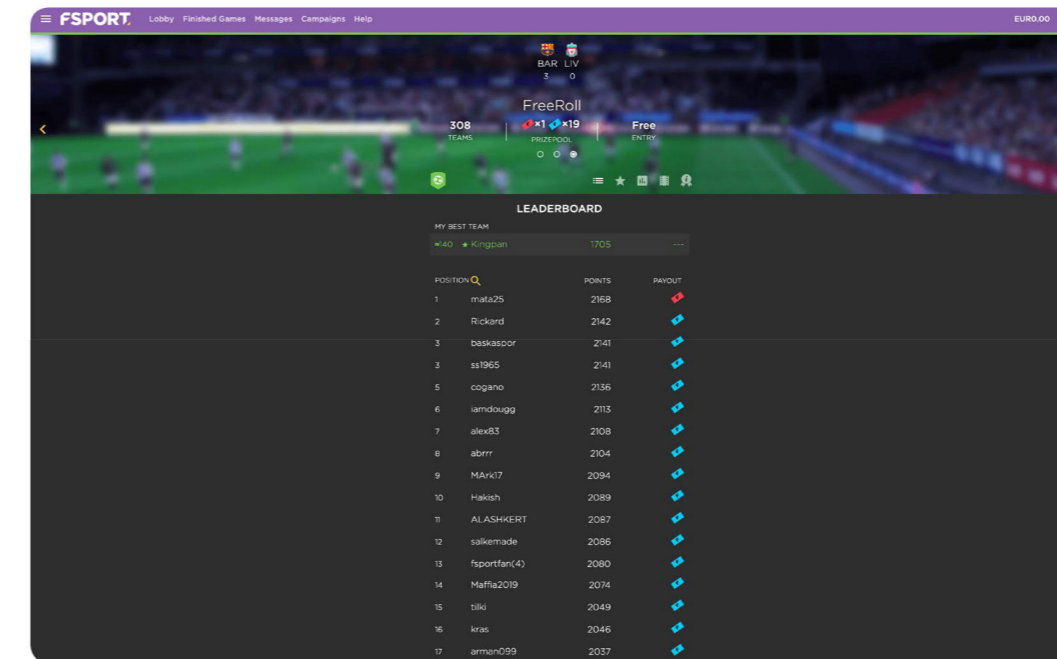 FSPORT Lobby Finished Games Messages Campaigns Help EUR0.00
BAR LIV
3 0
FreeRoll
308 ×1 ×19 Free
TEAMS PRIZEPOOL ENTRY
LEADERBOARD
MY BEST TEAM
=140 Kingpan 1705 ---
POSITION POINTS PAYOUT
1 mata25 2168
2 Rickard 2142
3 baskaspor 2141
3 ss1965 2141
5 cogano 2136
6 iamdougg 2113
7 alex83 2108
8 abrrr 2104
9 MArk17 2094
10 Hakish 2089
11 ALASHKERT 2087
12 salkemade 2086
13 fsportfan(4) 2080
14 Maffia2019 2074
15 tilki 2049
16 kras 2046
17 arman099 2037